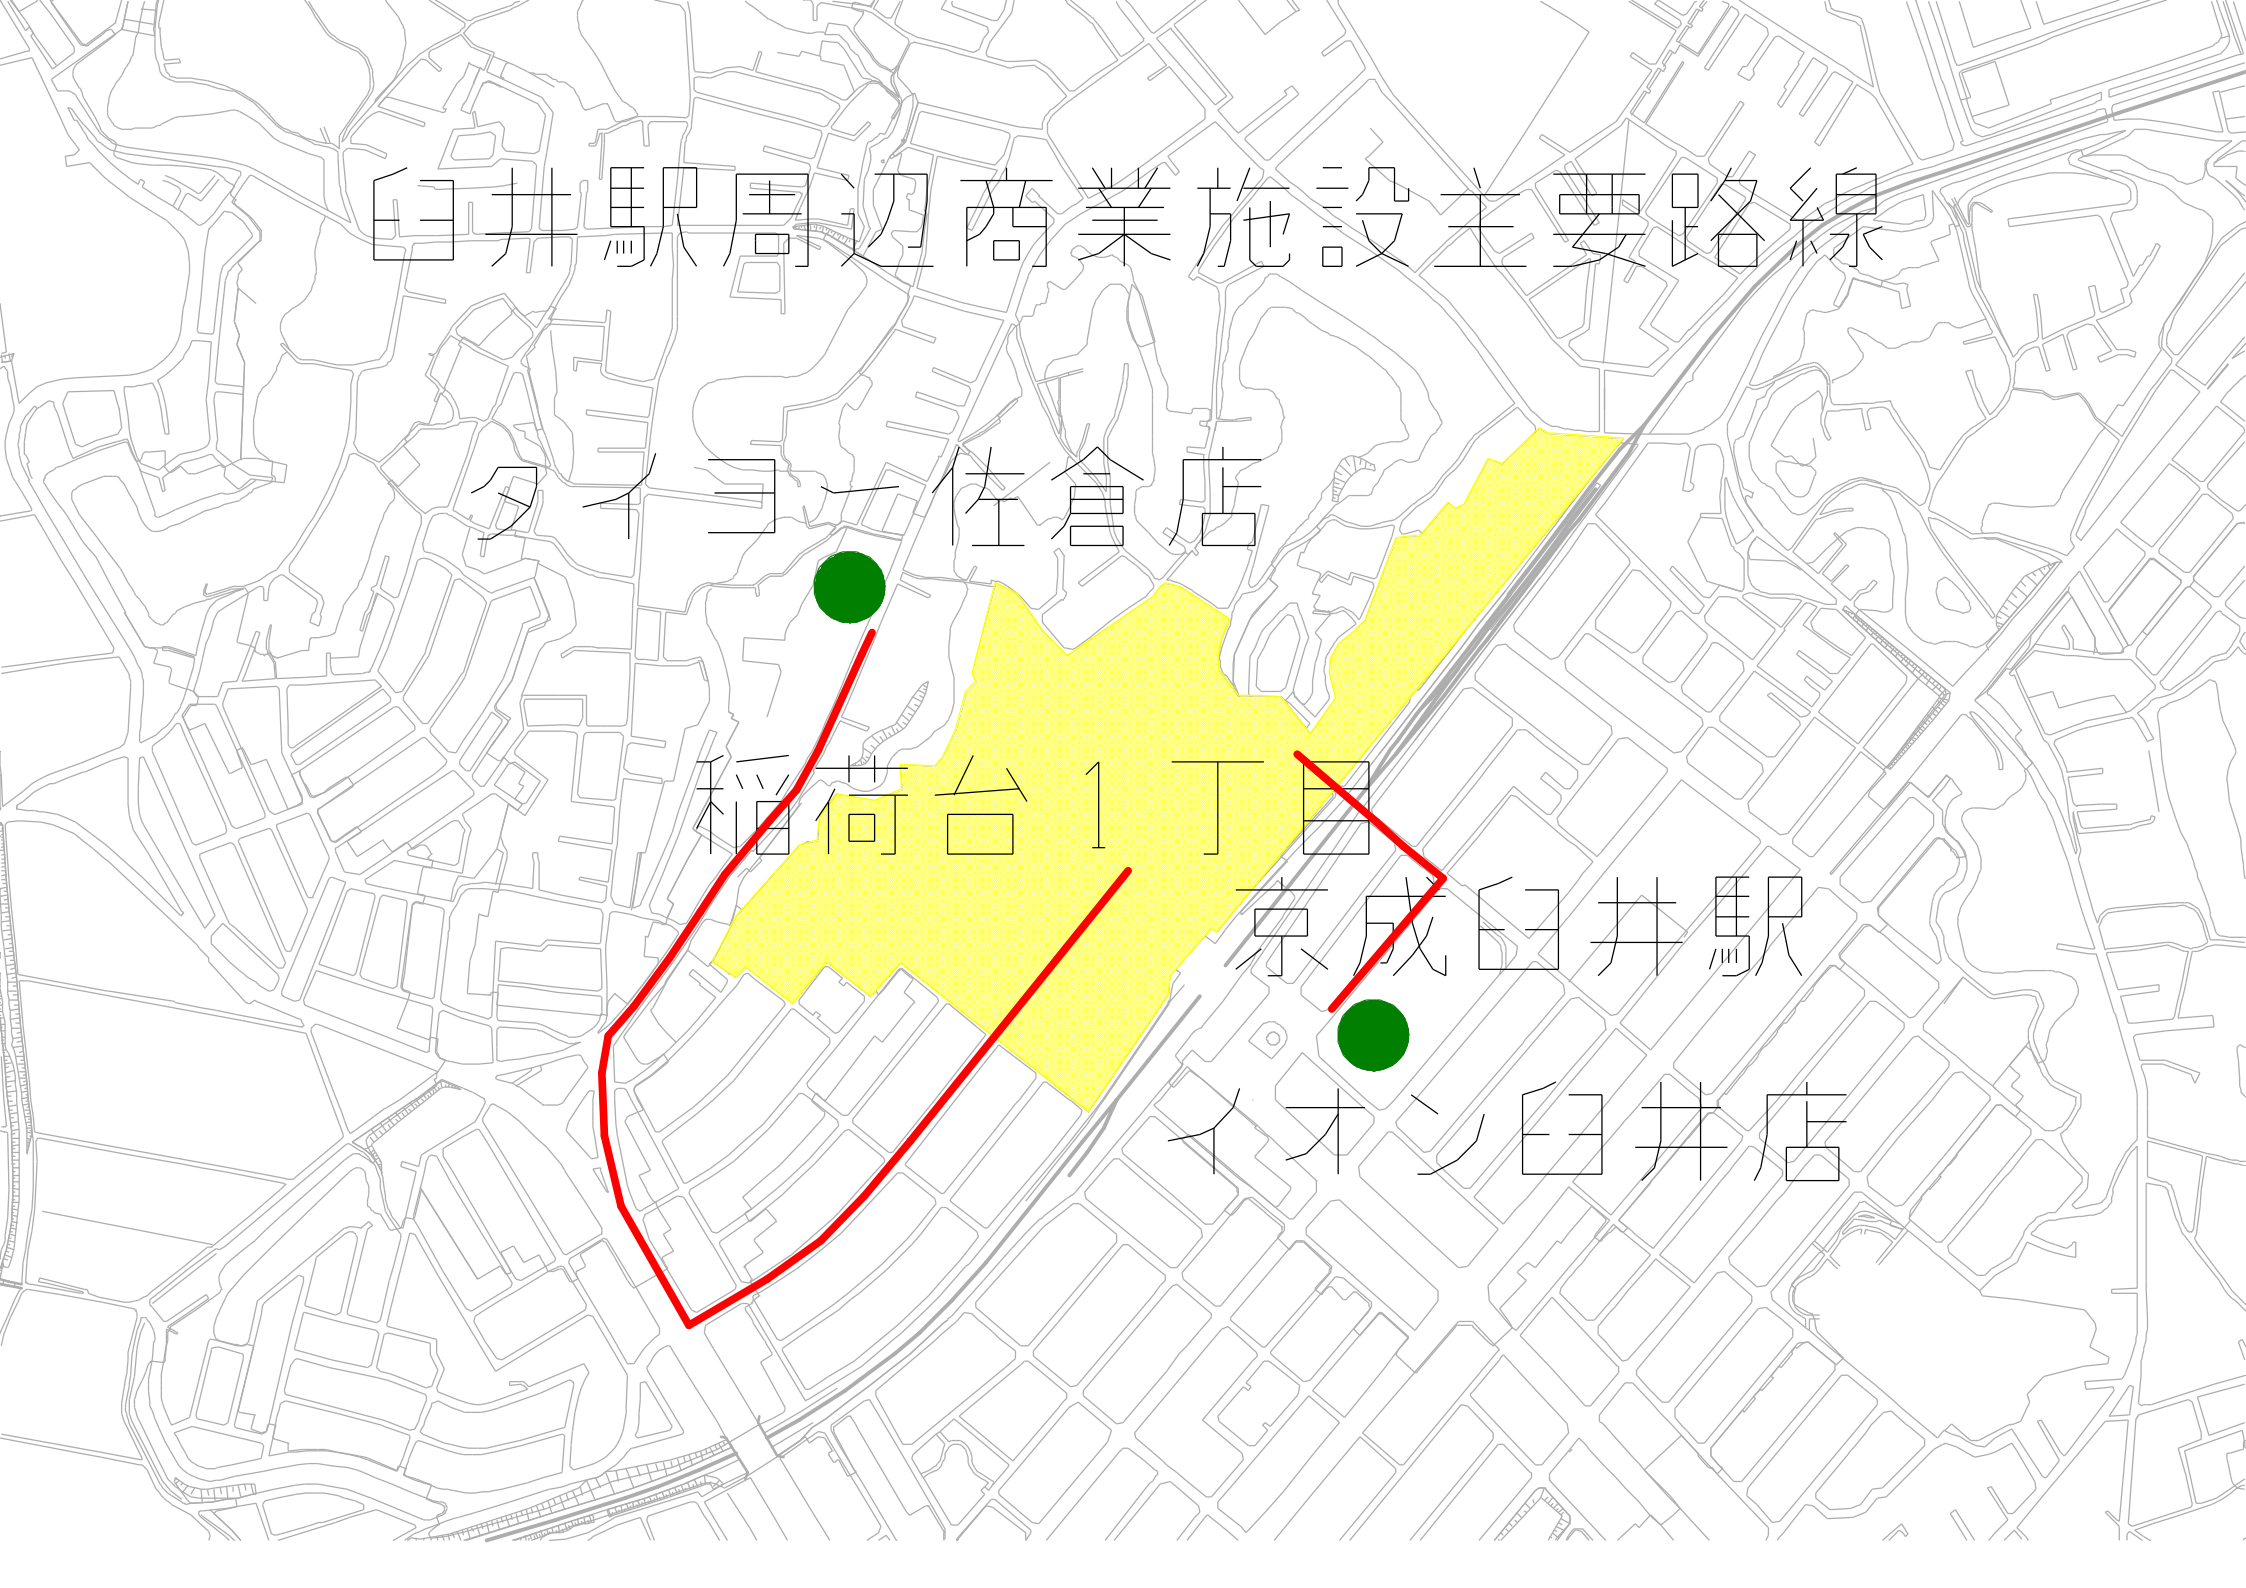 臼井駅周辺商業施設主要路線
タイヨー佐倉店
稲荷台1丁目
京成臼井駅
イオン臼井店